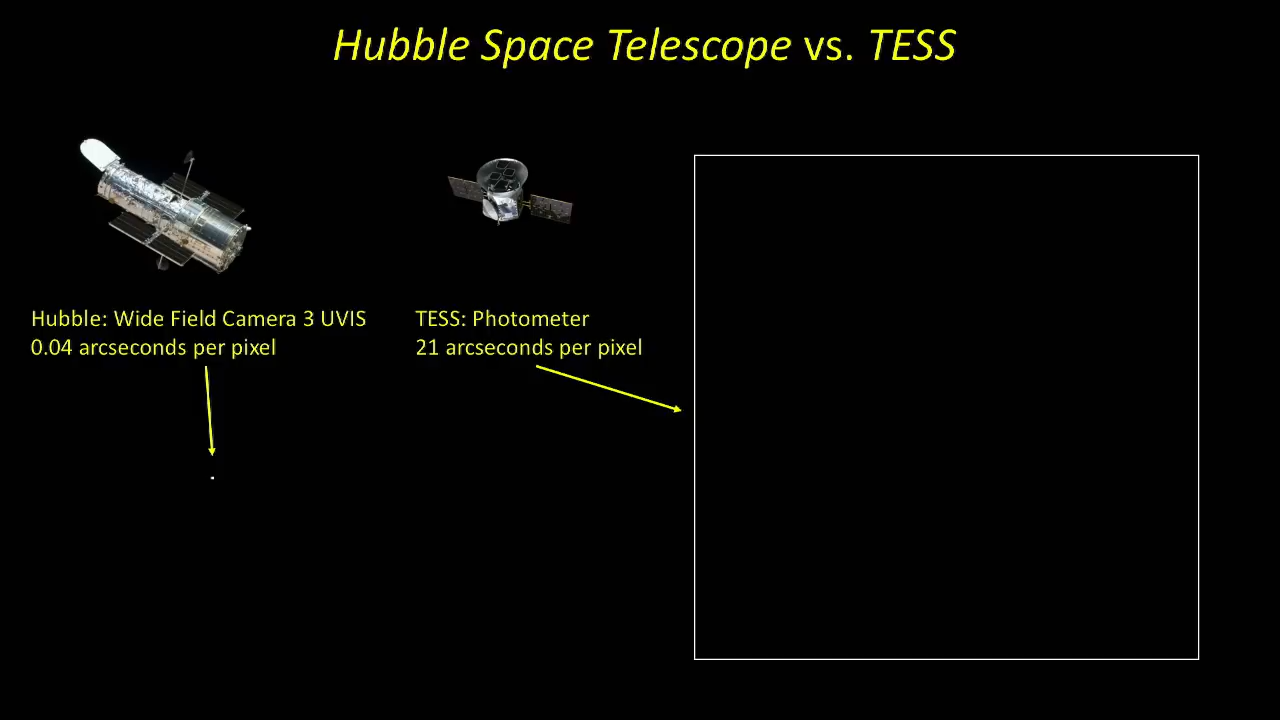 Hubble Space Telescope vs. TESS
Hubble: Wide Field Camera 3 UVIS
0.04 arcseconds per pixel
TESS: Photometer
21 arcseconds per pixel